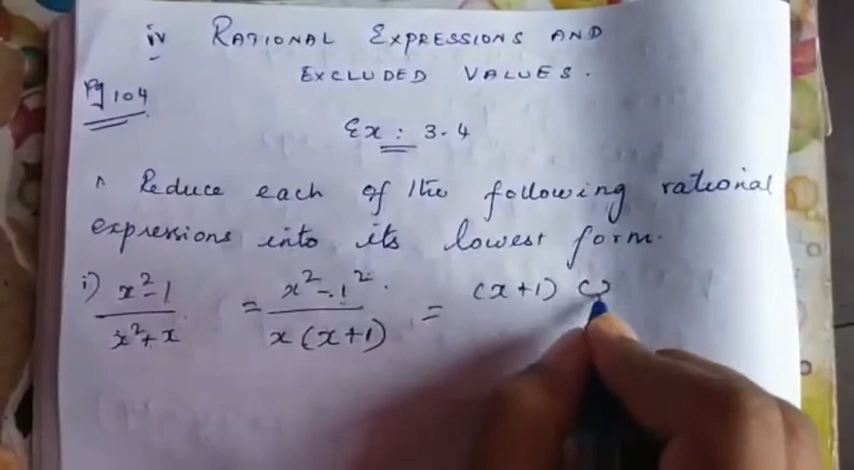 iv RATIONAL EXPRESSIONS AND
EXCLUDED VALUES.
Pg 104
Ex: 3.4
1 Reduce each of the following rational
expressions into its lowest form.
i) x²-1 / x²+x = x²-1² / x(x+1) = (x+1) (